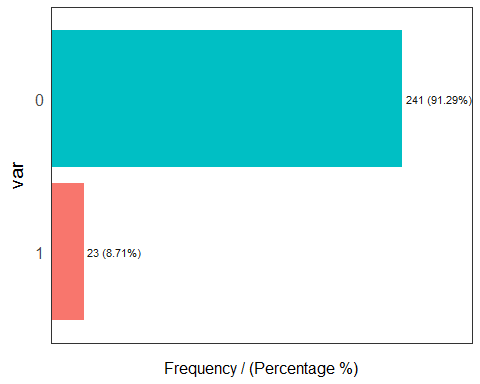 0
241 (91.29%)
var
1
23 (8.71%)
Frequency / (Percentage %)